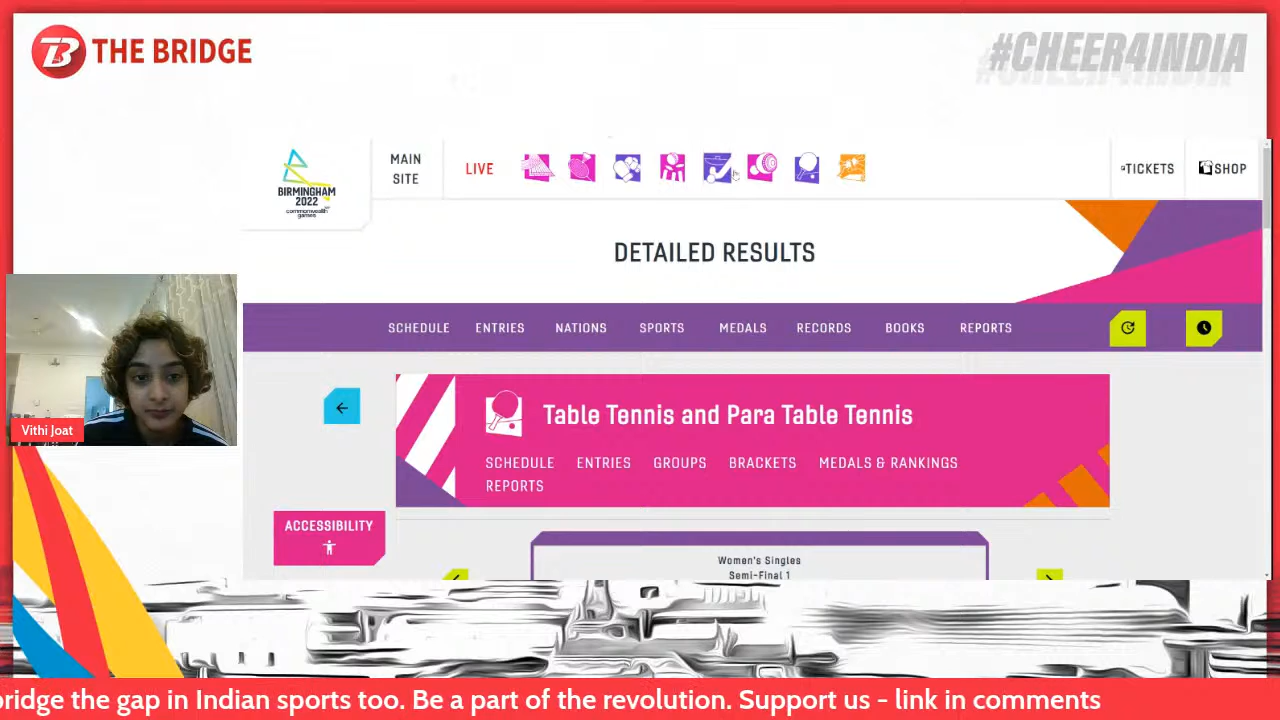 THE BRIDGE
#CHEER4INDIA
BIRMINGHAM
2022
commonwealth
games
MAIN
SITE
LIVE
TICKETS
SHOP
DETAILED RESULTS
SCHEDULE ENTRIES NATIONS SPORTS MEDALS RECORDS BOOKS REPORTS
Table Tennis and Para Table Tennis
SCHEDULE ENTRIES GROUPS BRACKETS MEDALS & RANKINGS
REPORTS
Vithi Joat
ACCESSIBILITY
Women's Singles
Semi-Final 1
bridge the gap in Indian sports too. Be a part of the revolution. Support us - link in comments